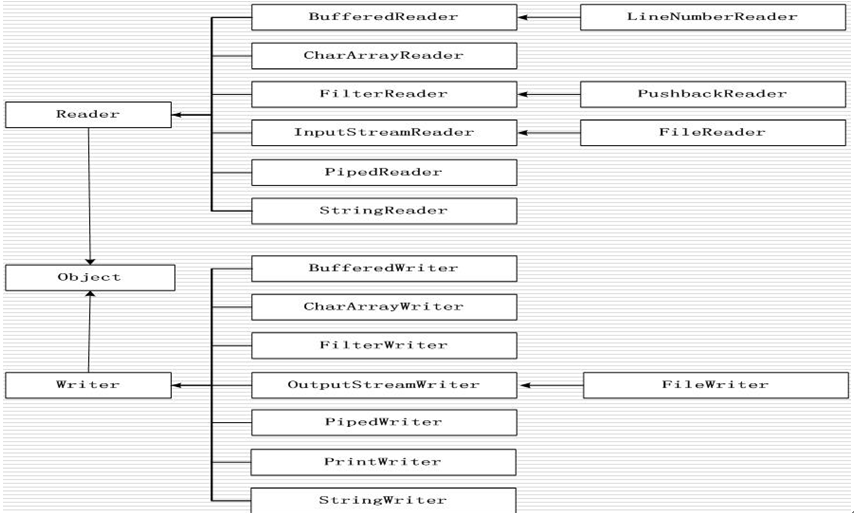 BufferedReader
LineNumberReader
CharArrayReader
FilterReader
PushbackReader
Reader
InputStreamReader
FileReader
PipedReader
StringReader
Object
BufferedWriter
CharArrayWriter
FilterWriter
Writer
OutputStreamWriter
FileWriter
PipedWriter
PrintWriter
StringWriter